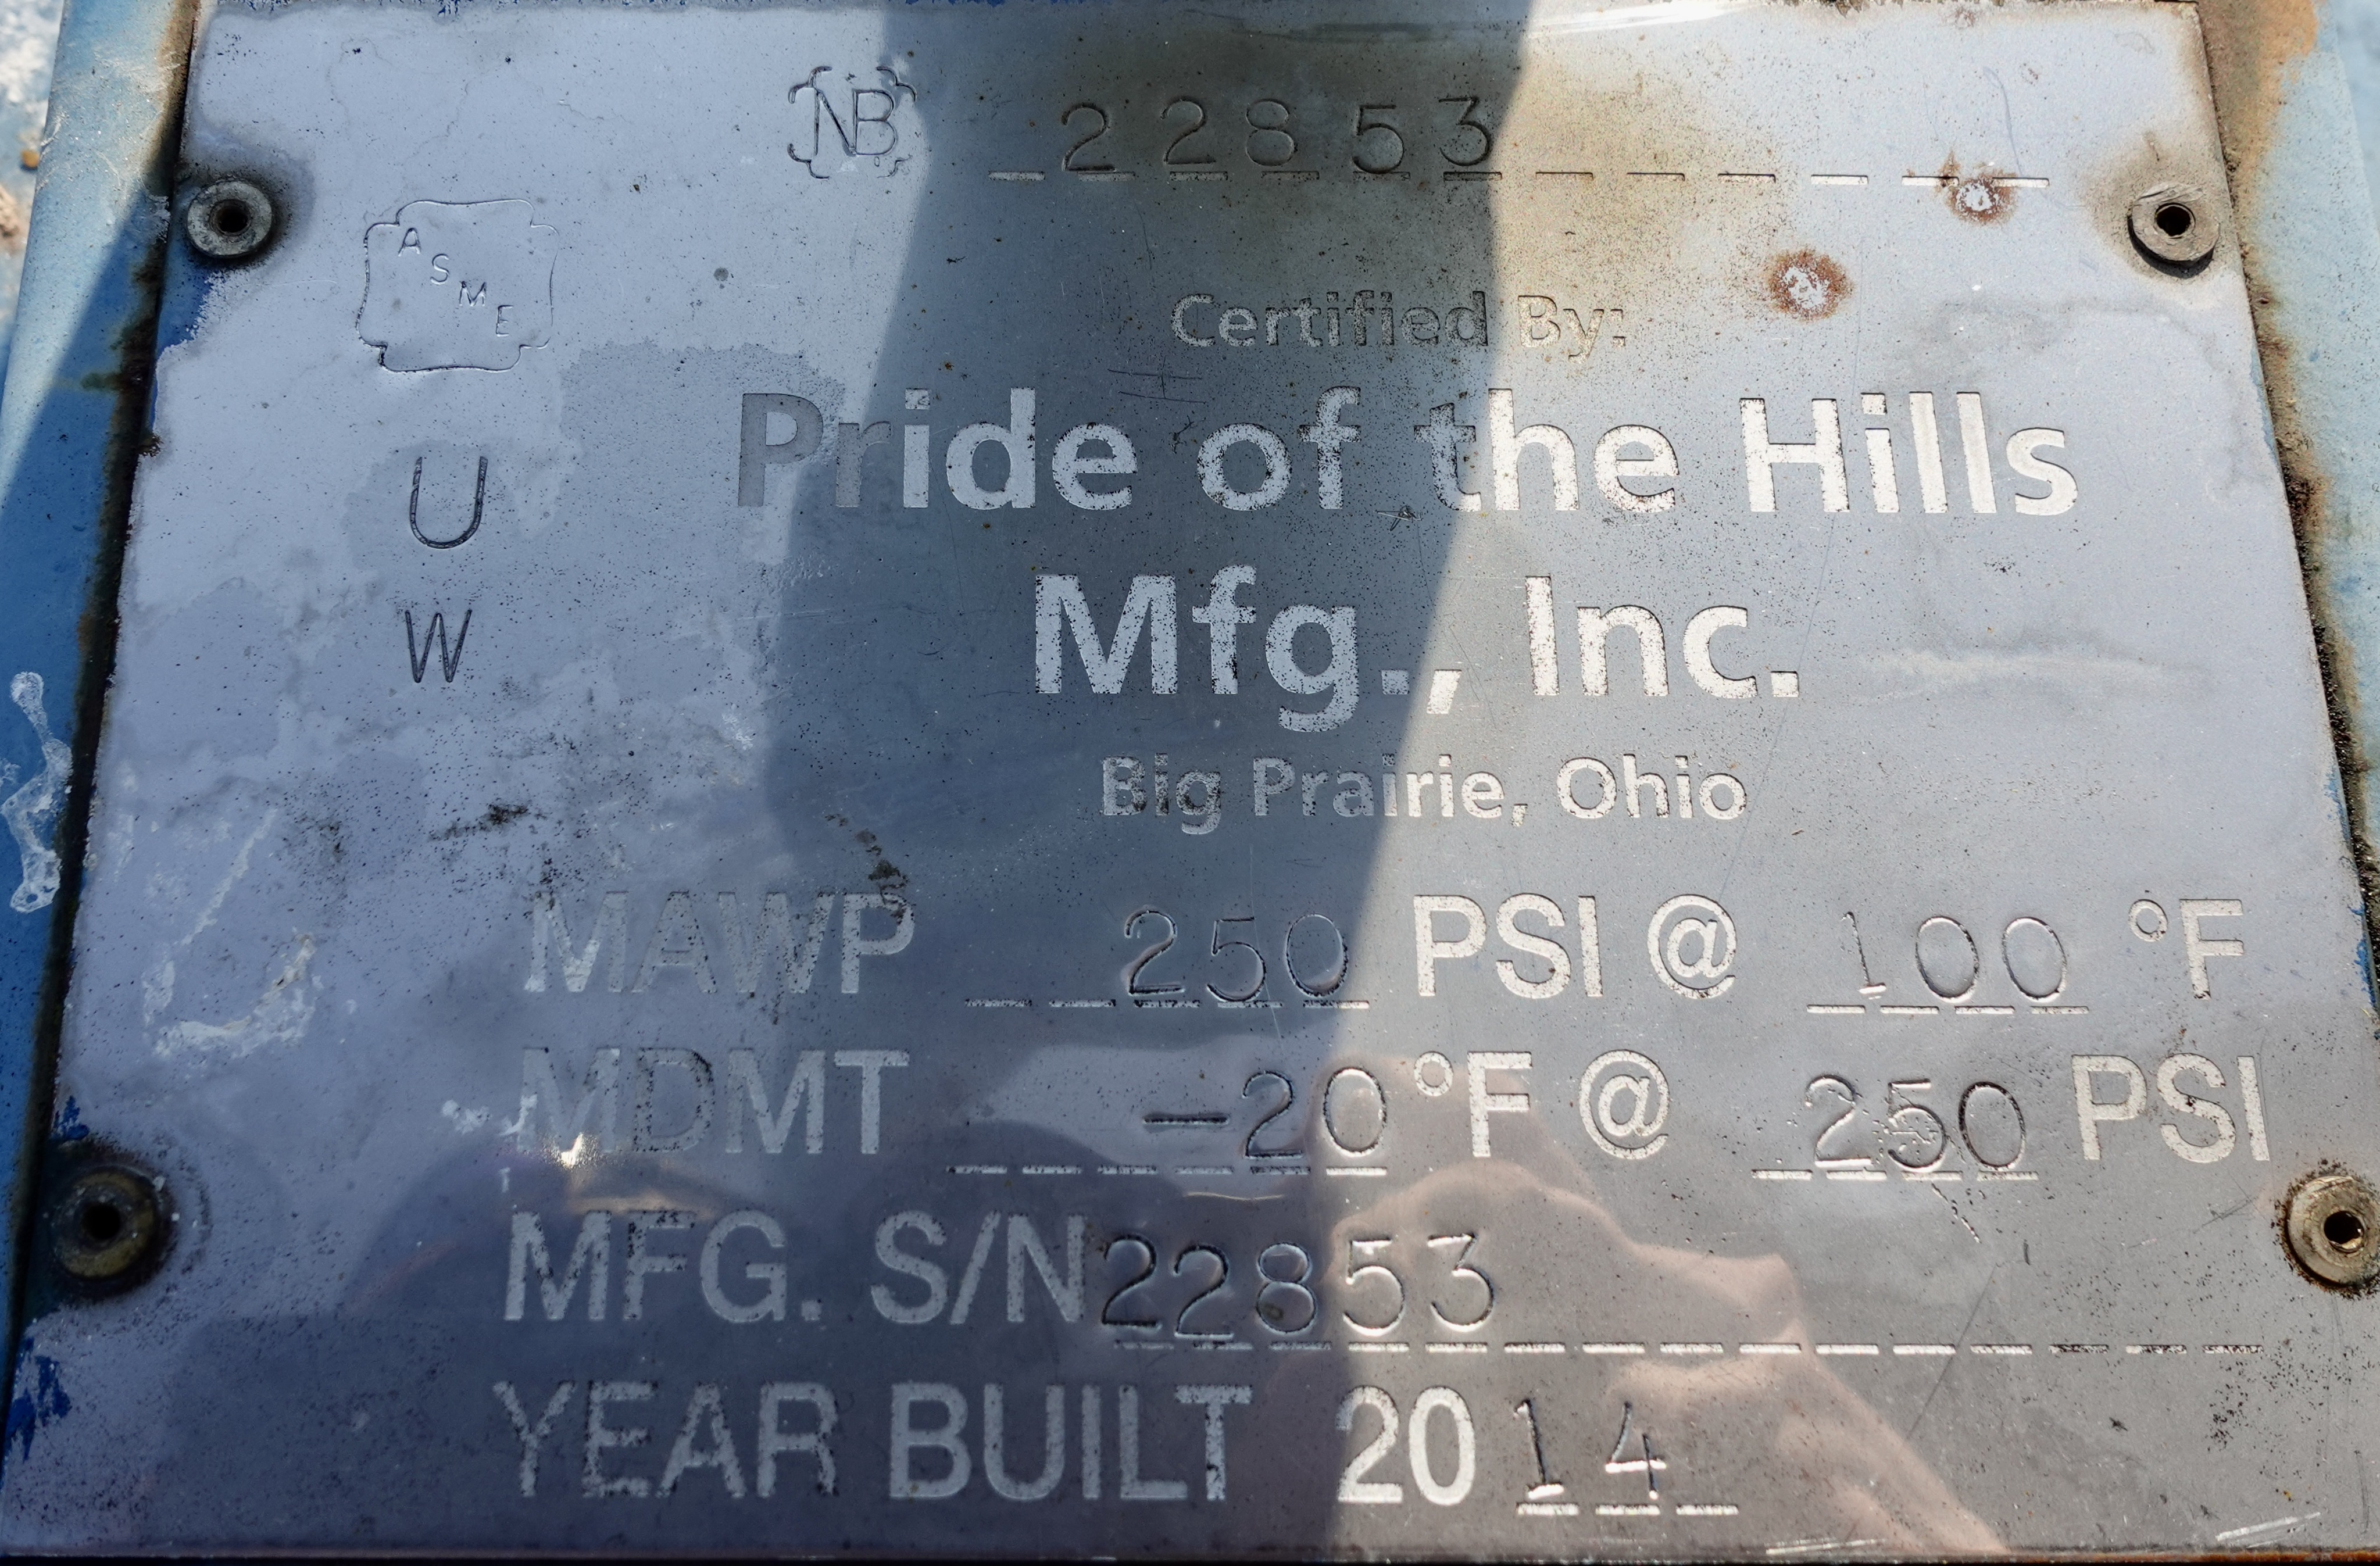 NB 22853
ASME
Certified By:
U
Pride of the Hills
W
Mfg., Inc.
Big Prairie, Ohio
MAWP 250 PSI @ 100 °F
MDMT -20 °F @ 250 PSI
MFG. S/N 22853
YEAR BUILT 2014